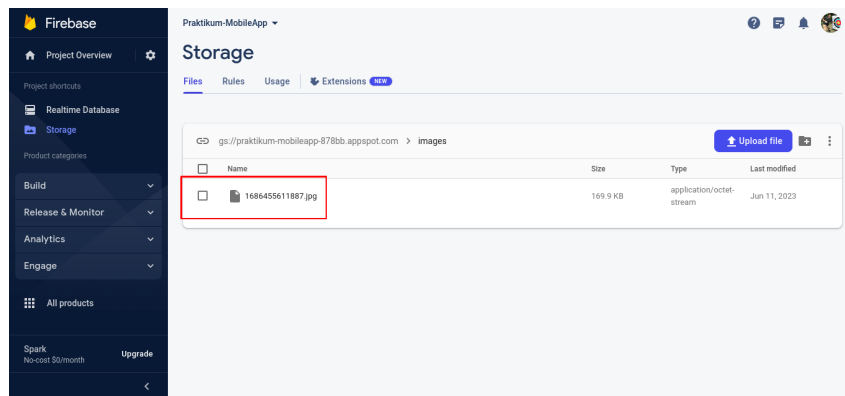 Firebase
Praktikum-MobileApp
Project Overview
Storage
Files Rules Usage Extensions NEW
Project shortcuts
Realtime Database
Storage
Product categories
gs://praktikum-mobileapp-878bb.appspot.com > images
Upload file
Name Size Type Last modified
Build
1686455611887.jpg 169.9 KB application/octet-
stream Jun 11, 2023
Release & Monitor
Analytics
Engage
All products
Spark
No-cost $0/month
Upgrade